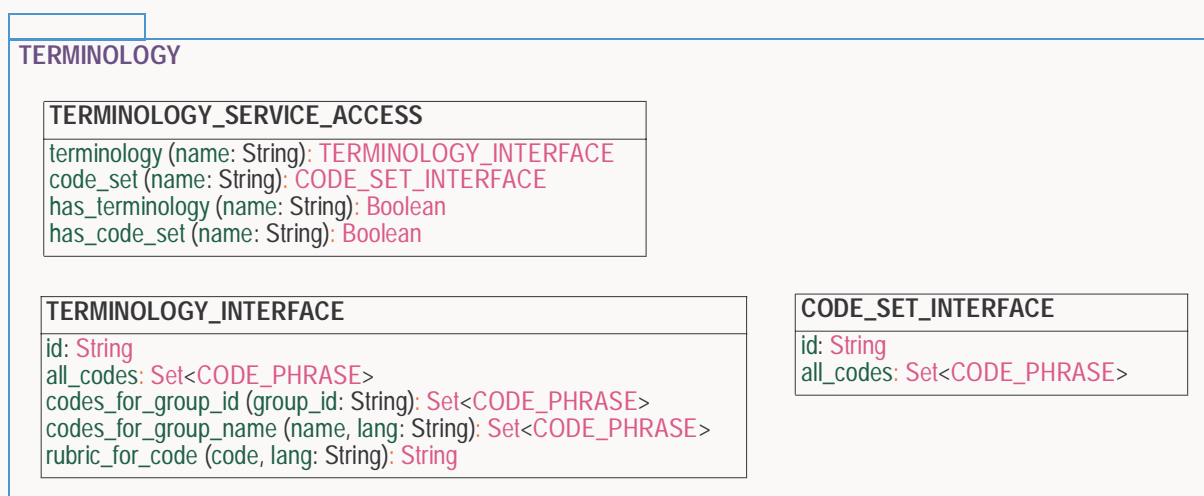 TERMINOLOGY
TERMINOLOGY_SERVICE_ACCESS
terminology (name: String): TERMINOLOGY_INTERFACE
code_set (name: String): CODE_SET_INTERFACE
has_terminology (name: String): Boolean
has_code_set (name: String): Boolean
TERMINOLOGY_INTERFACE
id: String
all_codes: Set<CODE_PHRASE>
codes_for_group_id (group_id: String): Set<CODE_PHRASE>
codes_for_group_name (name, lang: String): Set<CODE_PHRASE>
rubric_for_code (code, lang: String): String
CODE_SET_INTERFACE
id: String
all_codes: Set<CODE_PHRASE>